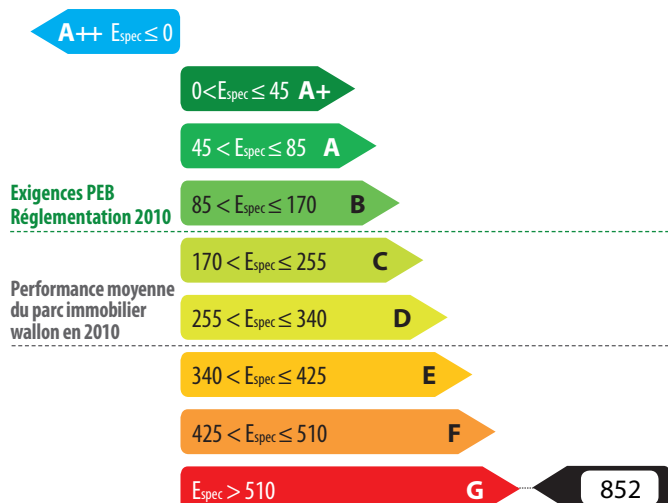 A++ Espec ≤ 0
0<Espec ≤ 45 A+
45 < Espec ≤ 85 A
Exigences PEB
Réglementation 2010
85 < Espec ≤ 170 B
170 < Espec ≤ 255 C
Performance moyenne
du parc immobilier
wallon en 2010
255 < Espec ≤ 340 D
340 < Espec ≤ 425 E
425 < Espec ≤ 510 F
Espec > 510 G
852